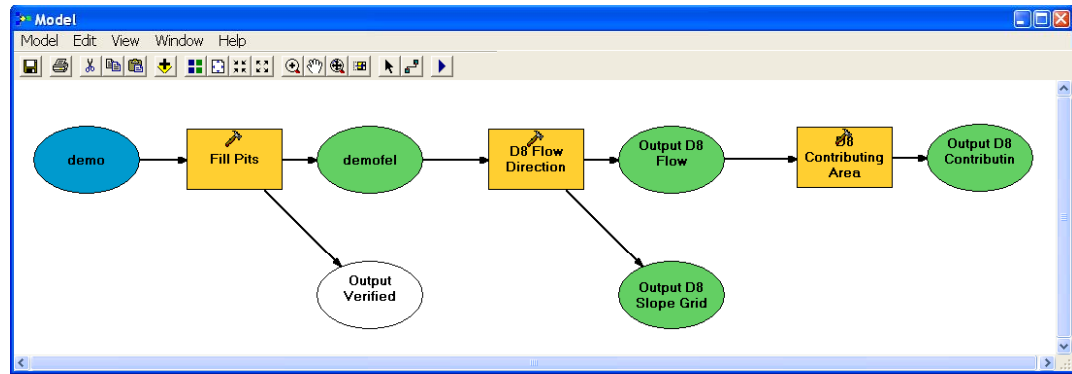 Model
Model Edit View Window Help
demo
Fill Pits
demofel
D8 Flow
Direction
Output D8
Flow
D8
Contributing
Area
Output D8
Contributin
Output
Verified
Output D8
Slope Grid